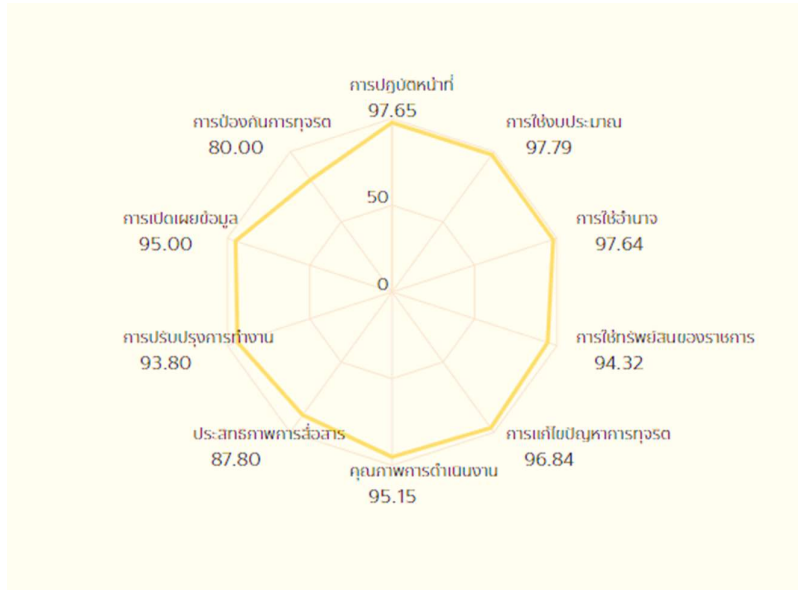 การปฏิบัติหน้าที่
97.65
การป้องกันการทุจริต
80.00
การใช้งบประมาณ
97.79
50
การเปิดเผยข้อมูล
95.00
การใช้อำนาจ
97.64
0
การปรับปรุงการทำงาน
93.80
การใช้ทรัพย์สินของราชการ
94.32
ประสิทธิภาพการสื่อสาร
87.80
การแก้ไขปัญหาการทุจริต
96.84
คุณภาพการดำเนินงาน
95.15